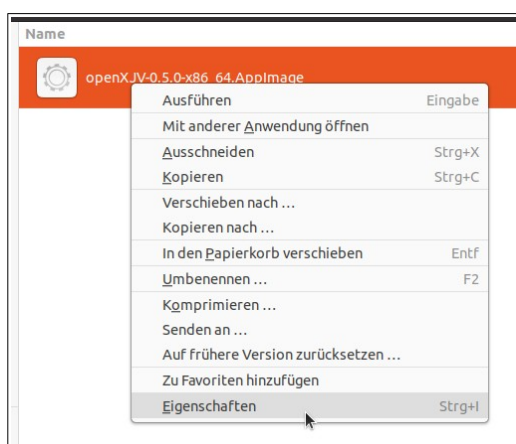 Name
openXJV-0.5.0-x86_64.AppImage
Ausführen Eingabe
Mit anderer Anwendung öffnen
Ausschneiden Strg+X
Kopieren Strg+C
Verschieben nach …
Kopieren nach …
In den Papierkorb verschieben Entf
Umbenennen … F2
Komprimieren …
Senden an …
Auf frühere Version zurücksetzen …
Zu Favoriten hinzufügen
Eigenschaften Strg+I